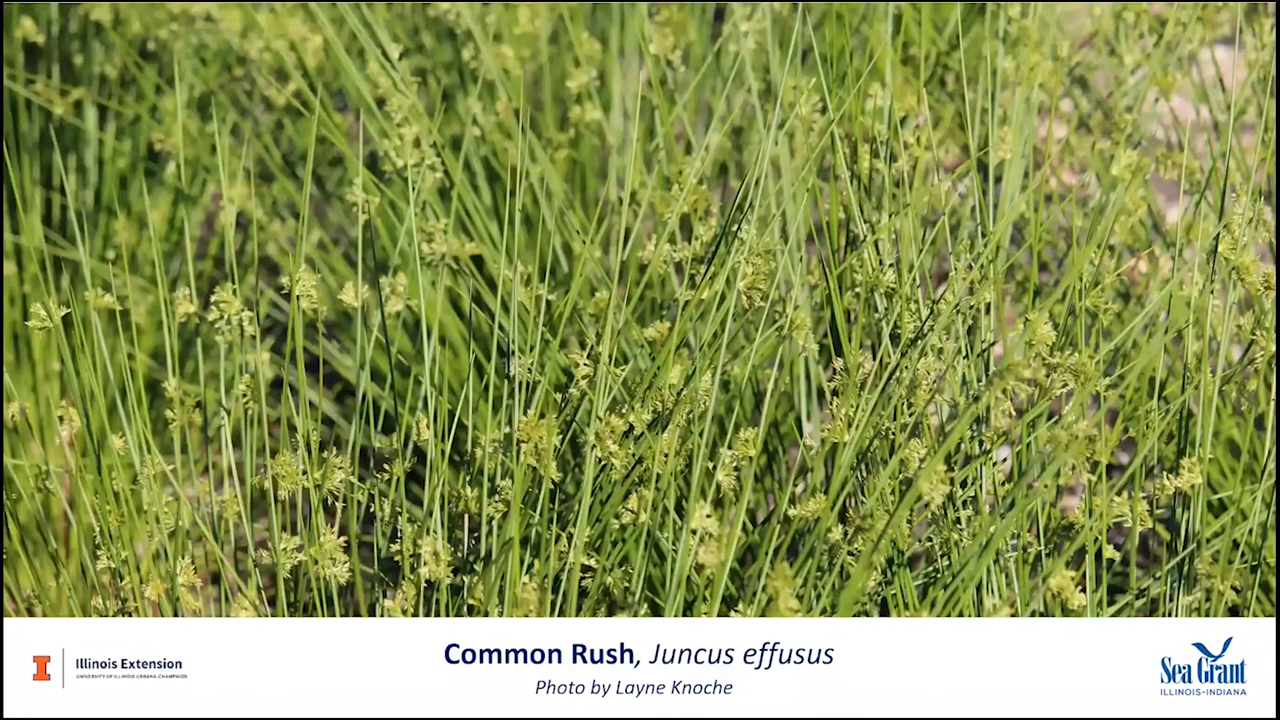 Common Rush, Juncus effusus
Photo by Layne Knoche
Illinois Extension
UNIVERSITY OF ILLINOIS URBANA-CHAMPAIGN
Sea Grant
ILLINOIS-INDIANA